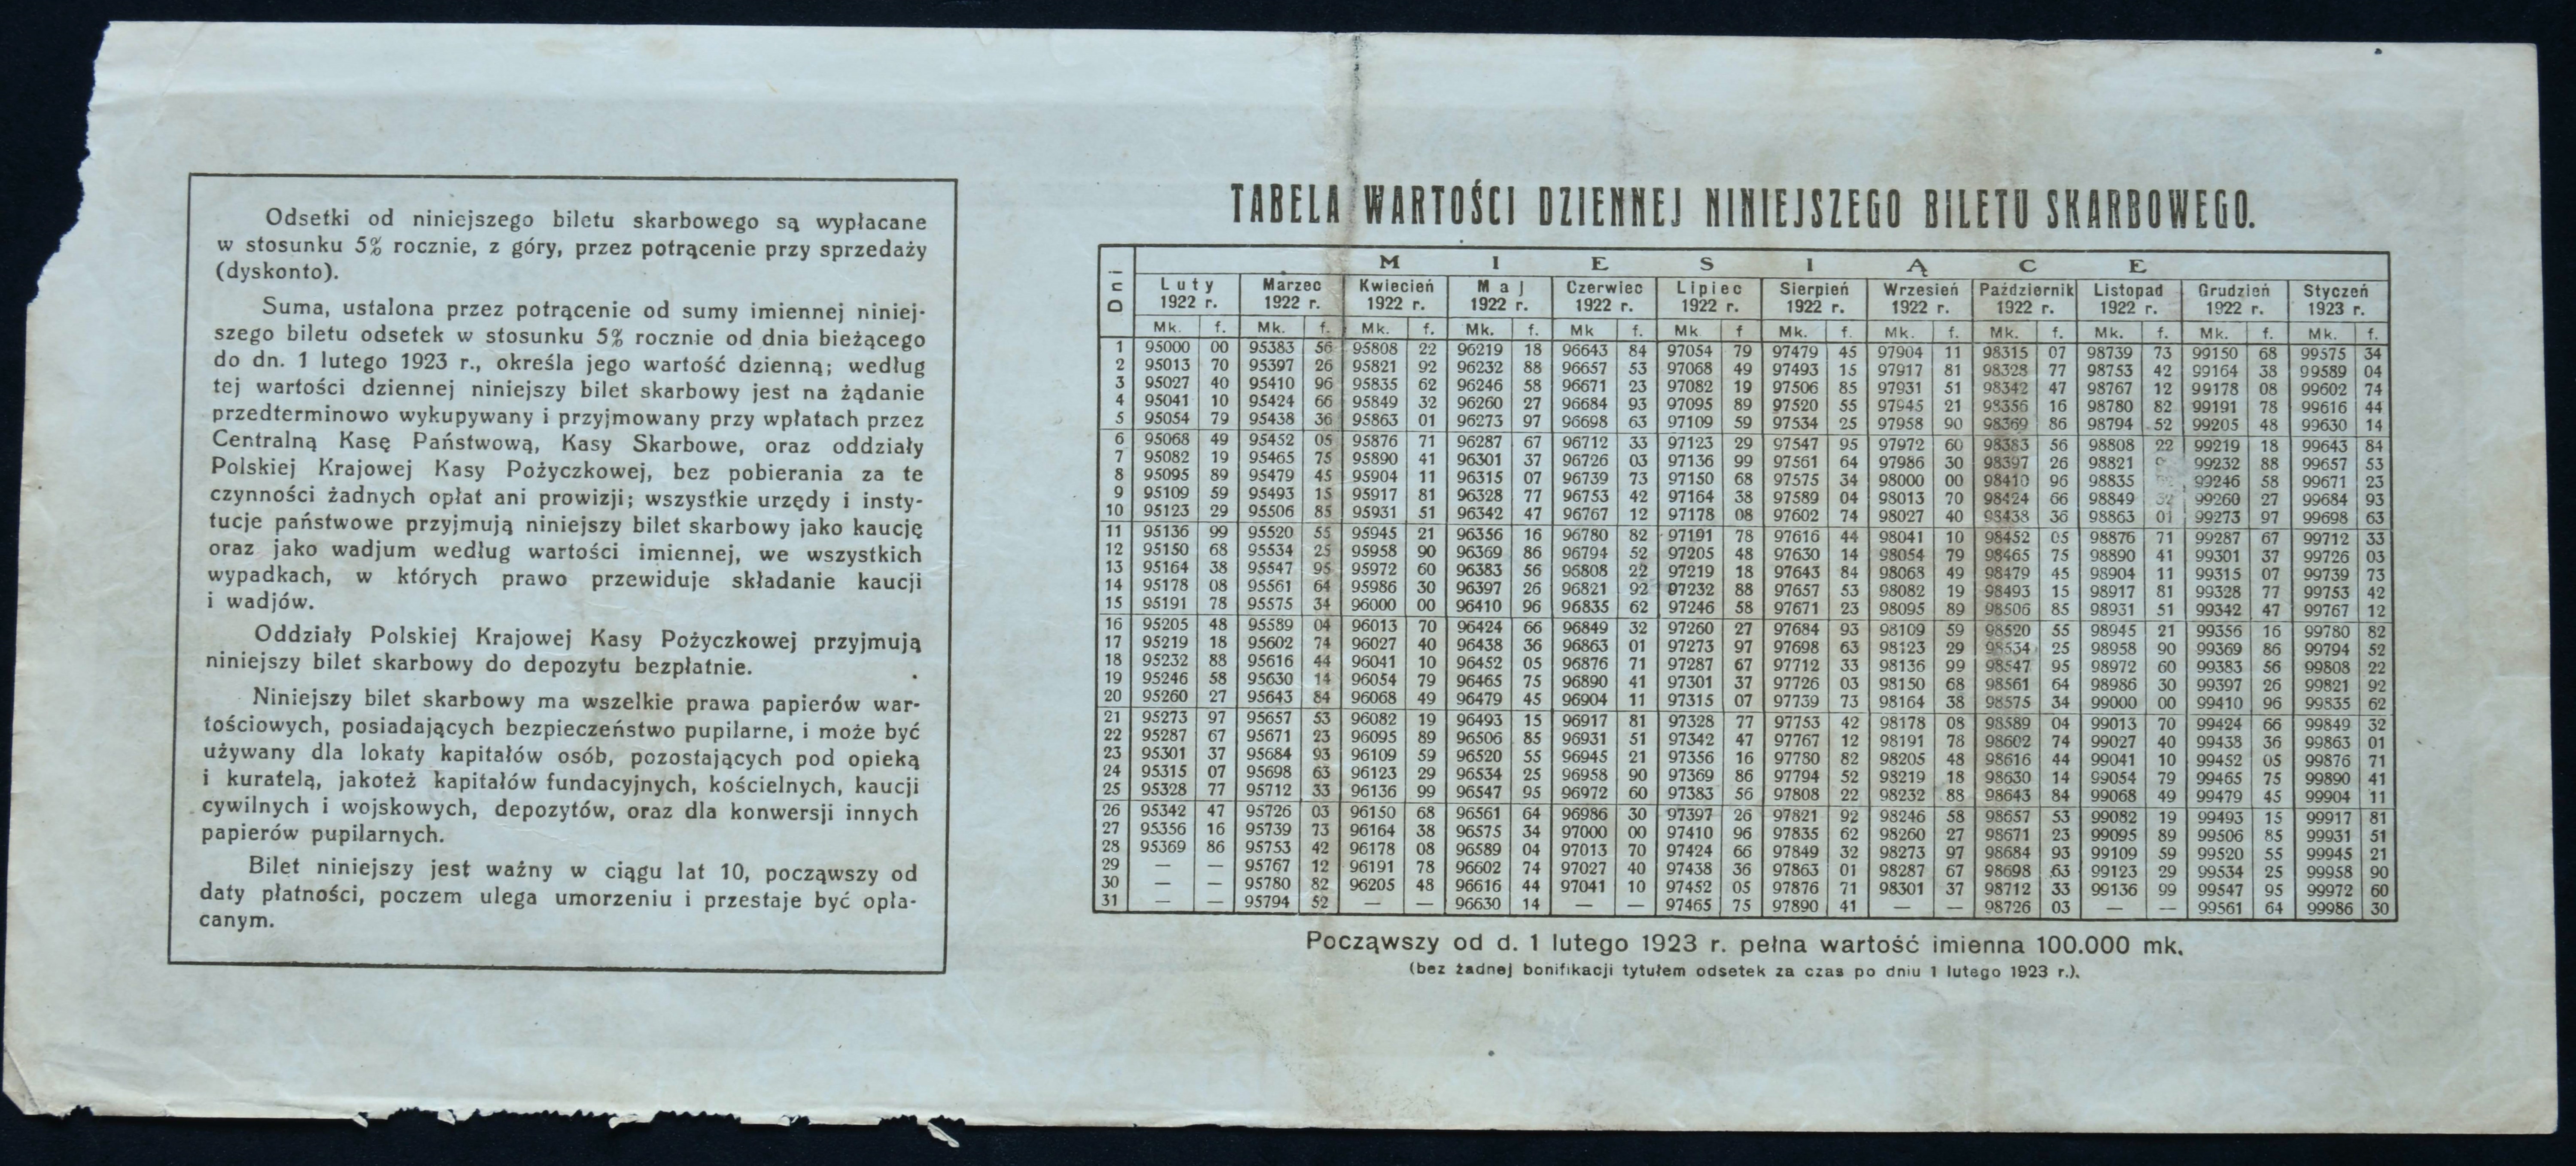 Odsetki od niniejszego biletu skarbowego są wypłacane
w stosunku 5% rocznie, z góry, przez potrącenie przy sprzedaży
(dyskonto).
Suma, ustalona przez potrącenie od sumy imiennej niniej-
szego biletu odsetek w stosunku 5% rocznie od dnia bieżącego
do dn. 1 lutego 1923 r., określa jego wartość dzienną; według
tej wartości dziennej niniejszy bilet skarbowy jest na żądanie
przedterminowo wykupywany i przyjmowany przy wpłatach przez
Centralną Kasę Państwową, Kasy Skarbowe, oraz oddziały
Polskiej Krajowej Kasy Pożyczkowej, bez pobierania za te
czynności żadnych opłat ani prowizji; wszystkie urzędy i insty-
tucje państwowe przyjmują niniejszy bilet skarbowy jako kaucję
oraz jako wadjum według wartości imiennej, we wszystkich
wypadkach, w których prawo przewiduje składanie kaucji
i wadjów.
Oddziały Polskiej Krajowej Kasy Pożyczkowej przyjmują
niniejszy bilet skarbowy do depozytu bezpłatnie.
Niniejszy bilet skarbowy ma wszelkie prawa papierów war-
tościowych, posiadających bezpieczeństwo pupilarne, i może być
używany dla lokaty kapitałów osób, pozostających pod opieką
i kuratelą, jakoteż kapitałów fundacyjnych, kościelnych, kaucji
cywilnych i wojskowych, depozytów, oraz dla konwersji innych
papierów pupilarnych.
Bilet niniejszy jest ważny w ciągu lat 10, począwszy od
daty płatności, poczem ulega umorzeniu i przestaje być opła-
canym.
TABELA WARTOŚCI DZIENNEJ NINIEJSZEGO BILETU SKARBOWEGO.
Dni
MIESIĄCE
Luty 1922 r. Marzec 1922 r. Kwiecień 1922 r. Maj 1922 r. Czerwiec 1922 r. Lipiec 1922 r. Sierpień 1922 r. Wrzesień 1922 r. Październik 1922 r. Listopad 1922 r. Grudzień 1922 r. Styczeń 1923 r.
Mk. f. Mk. f. Mk. f. Mk. f. Mk f. Mk f Mk. f. Mk. f. Mk. f. Mk. f. Mk. f. Mk. f.
1 95000 00 95383 56 95808 22 96219 18 96643 84 97054 79 97479 45 97904 11 98315 07 98739 73 99150 68 99575 34
2 95013 70 95397 26 95821 92 96232 88 96657 53 97068 49 97493 15 97917 81 98328 77 98753 42 99164 38 99589 04
3 95027 40 95410 96 95835 62 96246 58 96671 23 97082 19 97506 85 97931 51 98342 47 98767 12 99178 08 99602 74
4 95041 10 95424 66 95849 32 96260 27 96684 93 97095 89 97520 55 97945 21 98356 16 98780 82 99191 78 99616 44
5 95054 79 95438 36 95863 01 96273 97 96698 63 97109 59 97534 25 97958 90 98369 86 98794 52 99205 48 99630 14
6 95068 49 95452 05 95876 71 96287 67 96712 33 97123 29 97547 95 97972 60 98383 56 98808 22 99219 18 99643 84
7 95082 19 95465 75 95890 41 96301 37 96726 03 97136 99 97561 64 97986 30 98397 26 98821 99232 88 99657 53
8 95095 89 95479 45 95904 11 96315 07 96739 73 97150 68 97575 34 98000 00 98410 96 98835 99246 58 99671 23
9 95109 59 95493 15 95917 81 96328 77 96753 42 97164 38 97589 04 98013 70 98424 66 98849 32 99260 27 99684 93
10 95123 29 95506 85 95931 51 96342 47 96767 12 97178 08 97602 74 98027 40 98438 36 98863 01 99273 97 99698 63
11 95136 99 95520 55 95945 21 96356 16 96780 82 97191 78 97616 44 98041 10 98452 05 98876 71 99287 67 99712 33
12 95150 68 95534 25 95958 90 96369 86 96794 52 97205 48 97630 14 98054 79 98465 75 98890 41 99301 37 99726 03
13 95164 38 95547 95 95972 60 96383 56 96808 22 97219 18 97643 84 98068 49 98479 45 98904 11 99315 07 99739 73
14 95178 08 95561 64 95986 30 96397 26 96821 92 97232 88 97657 53 98082 19 98493 15 98917 81 99328 77 99753 42
15 95191 78 95575 34 96000 00 96410 96 96835 62 97246 58 97671 23 98095 89 98506 85 98931 51 99342 47 99767 12
16 95205 48 95589 04 96013 70 96424 66 96849 32 97260 27 97684 93 98109 59 98520 55 98945 21 99356 16 99780 82
17 95219 18 95602 74 96027 40 96438 36 96863 01 97273 97 97698 63 98123 29 98534 25 98958 90 99369 86 99794 52
18 95232 88 95616 44 96041 10 96452 05 96876 71 97287 67 97712 33 98136 99 98547 95 98972 60 99383 56 99808 22
19 95246 58 95630 14 96054 79 96465 75 96890 41 97301 37 97726 03 98150 68 98561 64 98986 30 99397 26 99821 92
20 95260 27 95643 84 96068 49 96479 45 96904 11 97315 07 97739 73 98164 38 98575 34 99000 00 99410 96 99835 62
21 95273 97 95657 53 96082 19 96493 15 96917 81 97328 77 97753 42 98178 08 98589 04 99013 70 99424 66 99849 32
22 95287 67 95671 23 96095 89 96506 85 96931 51 97342 47 97767 12 98191 78 98602 74 99027 40 99438 36 99863 01
23 95301 37 95684 93 96109 59 96520 55 96945 21 97356 16 97780 82 98205 48 98616 44 99041 10 99452 05 99876 71
24 95315 07 95698 63 96123 29 96534 25 96958 90 97369 86 97794 52 98219 18 98630 14 99054 79 99465 75 99890 41
25 95328 77 95712 33 96136 99 96547 95 96972 60 97383 56 97808 22 98232 88 98643 84 99068 49 99479 45 99904 11
26 95342 47 95726 03 96150 68 96561 64 96986 30 97397 26 97821 92 98246 58 98657 53 99082 19 99493 15 99917 81
27 95356 16 95739 73 96164 38 96575 34 97000 00 97410 96 97835 62 98260 27 98671 23 99095 89 99506 85 99931 51
28 95369 86 95753 42 96178 08 96589 04 97013 70 97424 66 97849 32 98273 97 98684 93 99109 59 99520 55 99945 21
29 — — 95767 12 96191 78 96602 74 97027 40 97438 36 97863 01 98287 67 98698 63 99123 29 99534 25 99958 90
30 — — 95780 82 96205 48 96616 44 97041 10 97452 05 97876 71 98301 37 98712 33 99136 99 99547 95 99972 60
31 — — 95794 52 — — 96630 14 — — 97465 75 97890 41 — — 98726 03 — — 99561 64 99986 30
Począwszy od d. 1 lutego 1923 r. pełna wartość imienna 100.000 mk.
(bez żadnej bonifikacji tytułem odsetek za czas po dniu 1 lutego 1923 r.).